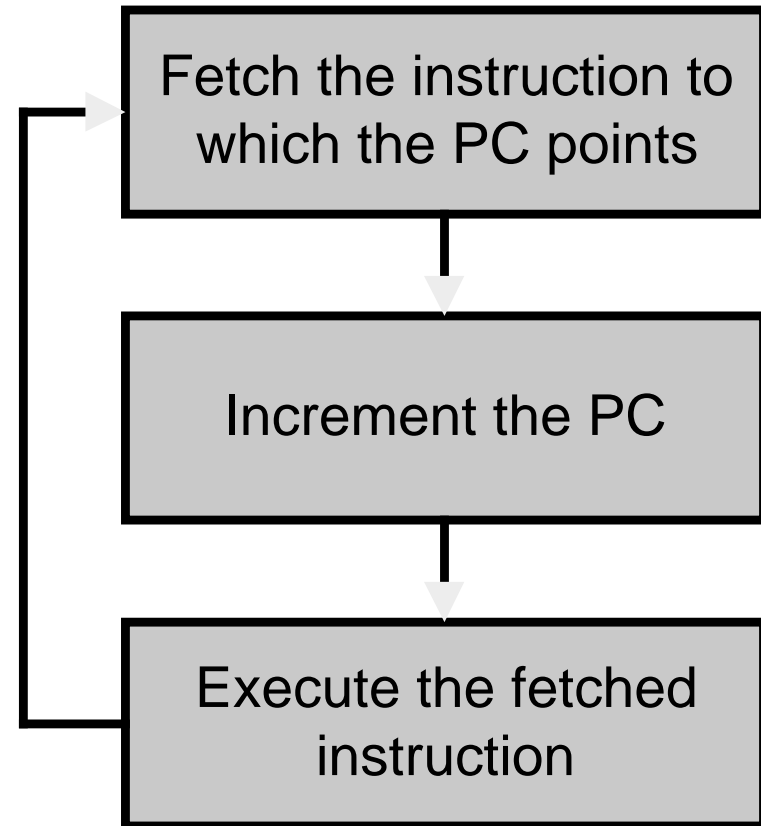 Fetch the instruction to
which the PC points
Increment the PC
Execute the fetched
instruction